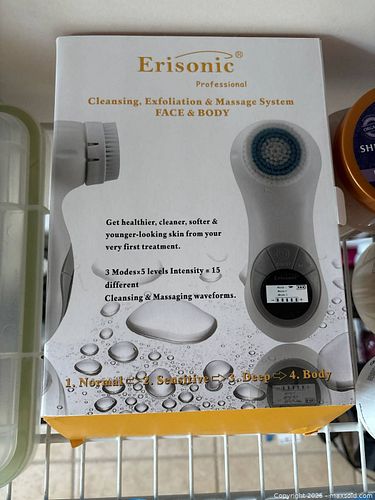 Erisonic®
Professional
Cleansing, Exfoliation & Massage System
FACE & BODY
Get healthier, cleaner, softer &
younger-looking skin from your
very first treatment.
3 Modes×5 levels Intensity = 15
different
Cleansing & Massaging waveforms.
Erisonic
1. Normal ⇨ 2. Sensitive ⇨ 3. Deep ⇨ 4. Body
SH
Copyright 2026 - maxsold.com